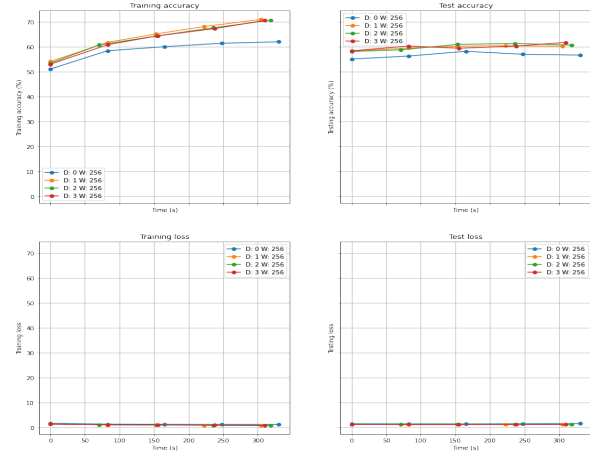 Training accuracy
Training accuracy (%)
70
60
50
40
30
20
10
0
D: 0 W: 256
D: 1 W: 256
D: 2 W: 256
D: 3 W: 256
Time (s)
Test accuracy
Testing accuracy (%)
D: 0 W: 256
D: 1 W: 256
D: 2 W: 256
D: 3 W: 256
Time (s)
Training loss
Training loss
70
60
50
40
30
20
10
0
D: 0 W: 256
D: 1 W: 256
D: 2 W: 256
D: 3 W: 256
0 50 100 150 200 250 300
Time (s)
Test loss
Testing loss
D: 0 W: 256
D: 1 W: 256
D: 2 W: 256
D: 3 W: 256
0 50 100 150 200 250 300
Time (s)